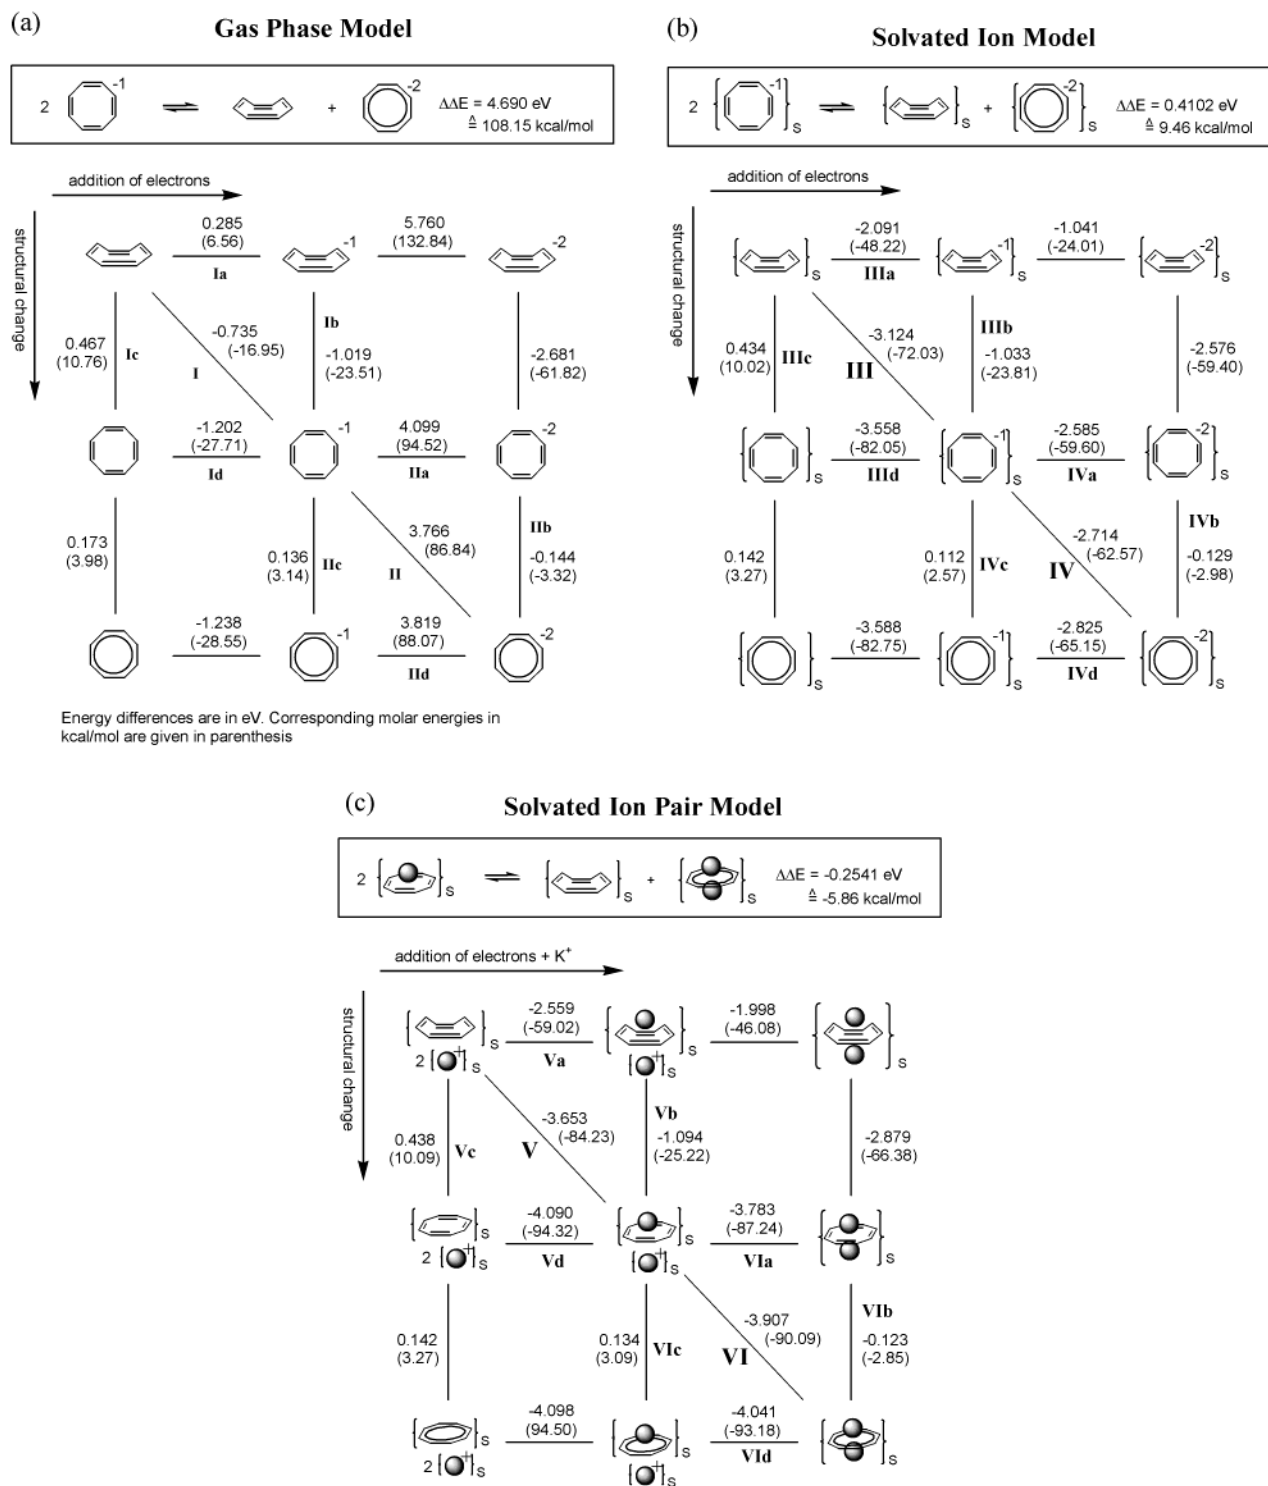 (a)
Gas Phase Model
2
-1
+
-2
ΔΔE = 4.690 eV
≙ 108.15 kcal/mol
addition of electrons
structural change
0.285
(6.56)
Ia
-1
5.760
(132.84)
-2
0.467
(10.76)
Ic
-0.735
(-16.95)
I
Ib
-1.019
(-23.51)
-2.681
(-61.82)
-1.202
(-27.71)
Id
-1
4.099
(94.52)
IIa
-2
0.173
(3.98)
0.136
(3.14)
IIc
3.766
(86.84)
II
IIb
-0.144
(-3.32)
-1.238
(-28.55)
-1
3.819
(88.07)
IId
-2
Energy differences are in eV. Corresponding molar energies in
kcal/mol are given in parenthesis
(b)
Solvated Ion Model
2 { -1 }S
{ }S + { -2 }S
ΔΔE = 0.4102 eV
≙ 9.46 kcal/mol
addition of electrons
structural change
{ }S
-2.091
(-48.22)
IIIa
{ -1 }S
-1.041
(-24.01)
{ -2 }S
0.434
(10.02)
IIIc
-3.124
(-72.03)
III
IIIb
-1.033
(-23.81)
-2.576
(-59.40)
{ }S
-3.558
(-82.05)
IIId
{ -1 }S
-2.585
(-59.60)
IVa
{ -2 }S
0.142
(3.27)
0.112
(2.57)
IVc
-2.714
(-62.57)
IV
IVb
-0.129
(-2.98)
{ }S
-3.588
(-82.75)
{ -1 }S
-2.825
(-65.15)
IVd
{ -2 }S
(c)
Solvated Ion Pair Model
2 { }S
{ }S + { }S
ΔΔE = -0.2541 eV
≙ -5.86 kcal/mol
addition of electrons + K+
structural change
{ }S
2 { + }S
-2.559
(-59.02)
Va
{ }S
{ + }S
-1.998
(-46.08)
{ }S
0.438
(10.09)
Vc
-3.653
(-84.23)
V
Vb
-1.094
(-25.22)
-2.879
(-66.38)
{ }S
2 { + }S
-4.090
(-94.32)
Vd
{ }S
{ + }S
-3.783
(-87.24)
VIa
{ }S
0.142
(3.27)
0.134
(3.09)
VIc
-3.907
(-90.09)
VI
VIb
-0.123
(-2.85)
{ }S
2 { + }S
-4.098
(94.50)
{ }S
{ + }S
-4.041
(-93.18)
VId
{ }S